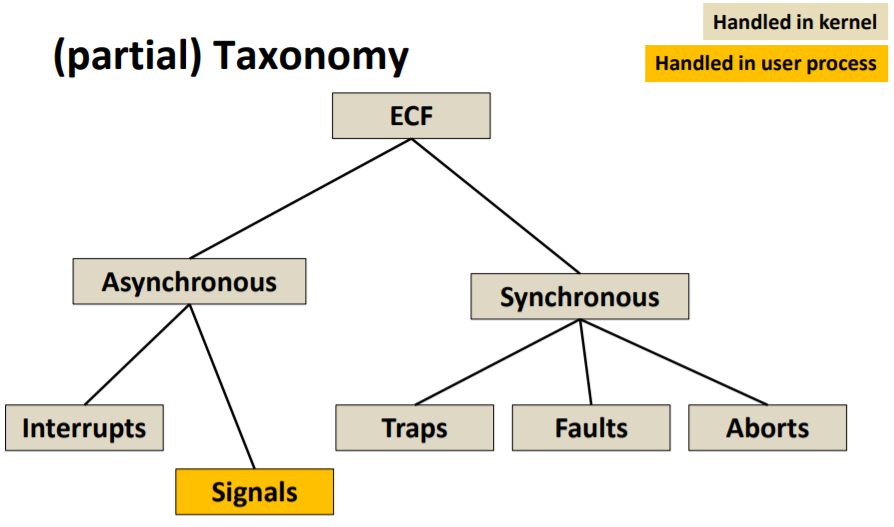 Handled in kernel
(partial) Taxonomy
Handled in user process
ECF
Asynchronous
Synchronous
Interrupts
Traps
Faults
Aborts
Signals